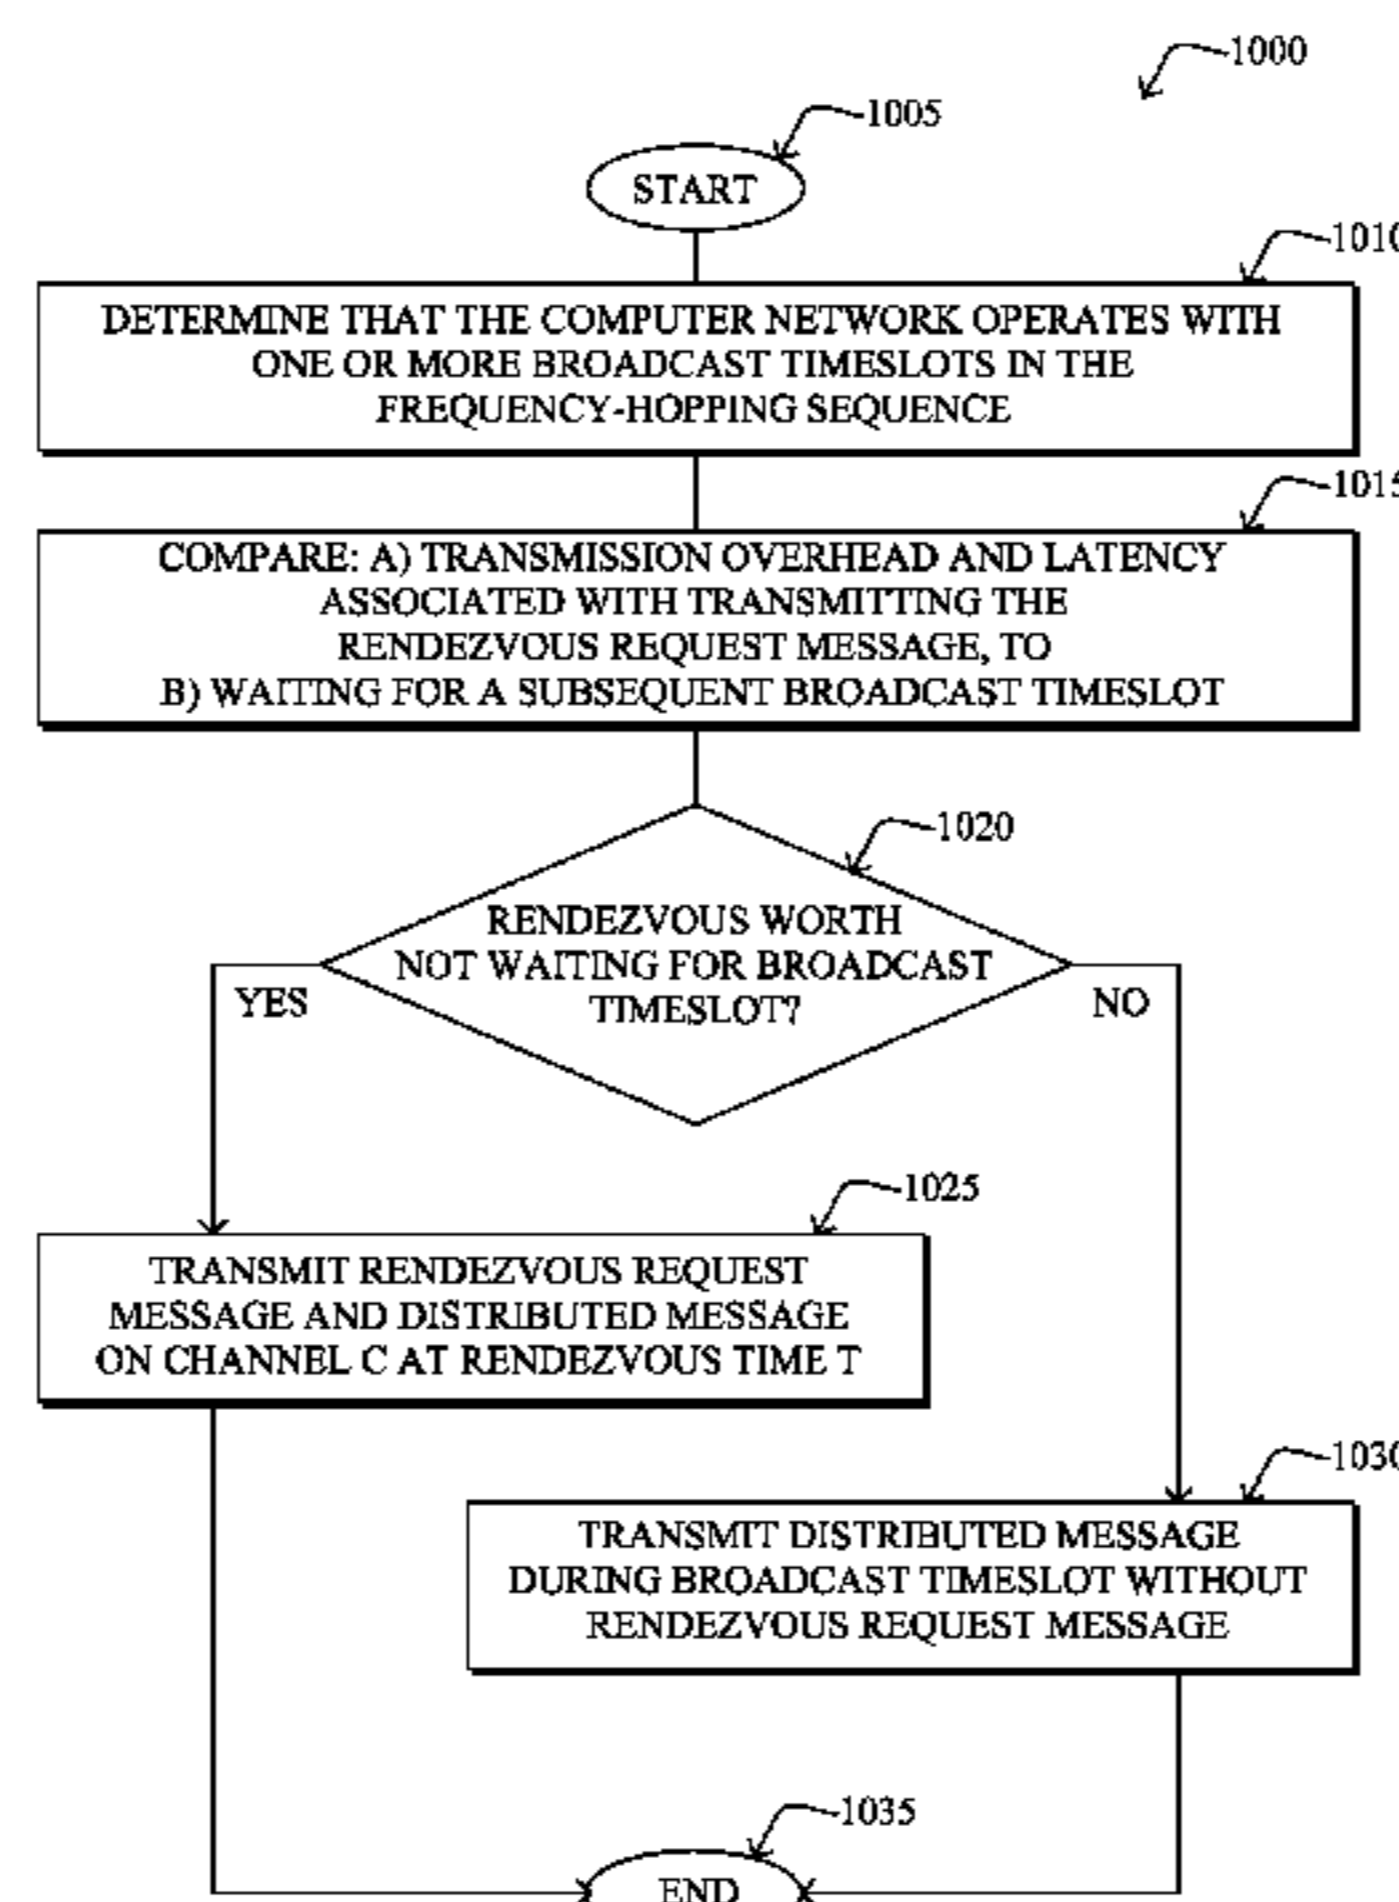 1000
1005
START
1010
DETERMINE THAT THE COMPUTER NETWORK OPERATES WITH
ONE OR MORE BROADCAST TIMESLOTS IN THE
FREQUENCY-HOPPING SEQUENCE
1015
COMPARE: A) TRANSMISSION OVERHEAD AND LATENCY
ASSOCIATED WITH TRANSMITTING THE
RENDEZVOUS REQUEST MESSAGE, TO
B) WAITING FOR A SUBSEQUENT BROADCAST TIMESLOT
1020
RENDEZVOUS WORTH
NOT WAITING FOR BROADCAST
TIMESLOT?
YES
NO
1025
TRANSMIT RENDEZVOUS REQUEST
MESSAGE AND DISTRIBUTED MESSAGE
ON CHANNEL C AT RENDEZVOUS TIME T
1030
TRANSMIT DISTRIBUTED MESSAGE
DURING BROADCAST TIMESLOT WITHOUT
RENDEZVOUS REQUEST MESSAGE
1035
END